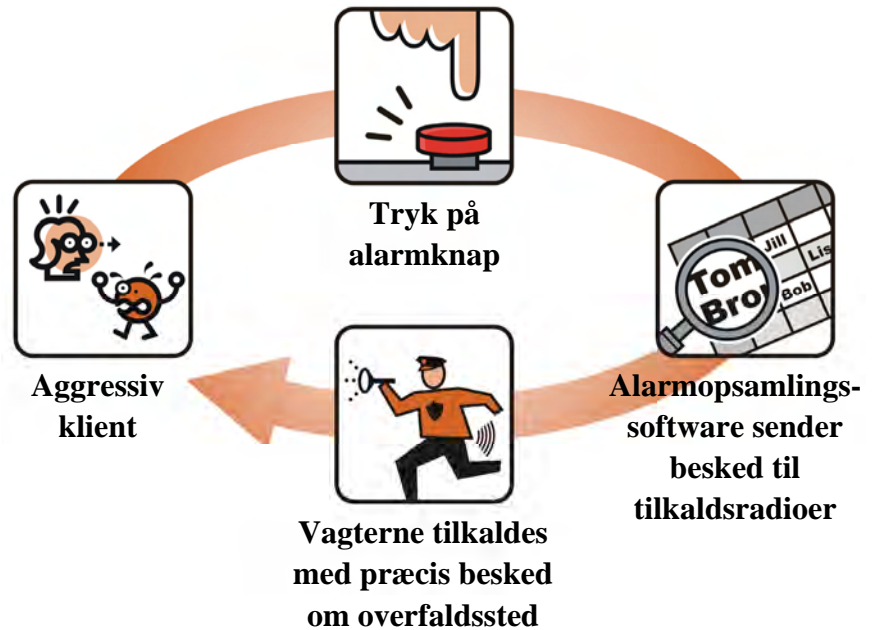 Tryk på
alarmknap
Jill
Tom
Lis
Bro
Bob
Aggressiv
klient
Alarmopsamlings-
software sender
besked til
tilkaldsradioer
Vagterne tilkaldes
med præcis besked
om overfaldssted